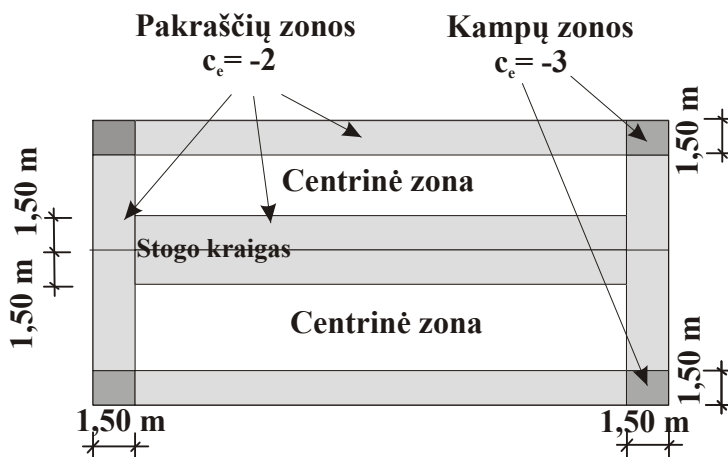 Pakraščių zonos
cₑ= -2
Kampų zonos
cₑ= -3
1,50 m
Centrinė zona
1,50 m
Stogo kraigas
1,50 m
Centrinė zona
1,50 m
1,50 m
1,50 m